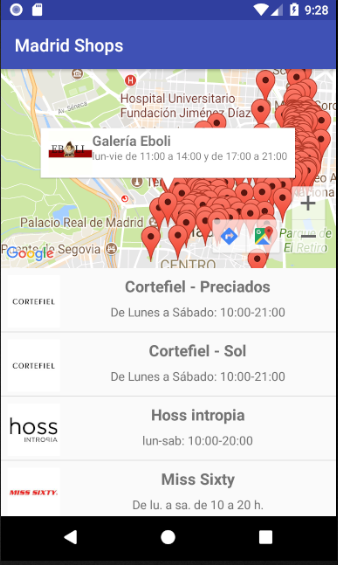 9:28
Madrid Shops
Hospital Universitario
Fundación Jiménez Díaz
EBOLI
Galería Eboli
lun-vie de 11:00 a 14:00 y de 17:00 a 21:00
Palacio Real de Madrid
Parque de
El Retiro
de Segovia
Google
CENTRO
CORTEFIEL
Cortefiel - Preciados
De Lunes a Sábado: 10:00-21:00
CORTEFIEL
Cortefiel - Sol
De Lunes a Sábado: 10:00-21:00
hoss
INTROPIA
Hoss intropia
lun-sab: 10:00-20:00
MISS SIXTY.
Miss Sixty
De lu. a sa. de 10 a 20 h.